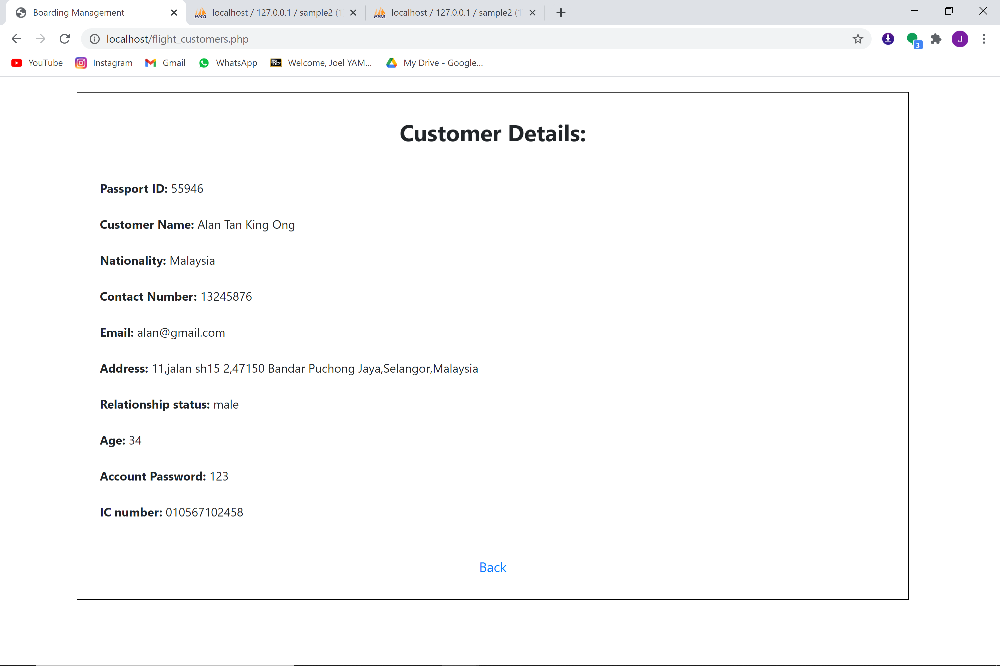 Boarding Management
localhost / 127.0.0.1 / sample2 (1
localhost / 127.0.0.1 / sample2 (1
localhost/flight_customers.php
3
J
YouTube
Instagram
Gmail
WhatsApp
Bb
Welcome, Joel YAM...
My Drive - Google...
PMA
PMA
Customer Details:
Passport ID: 55946
Customer Name: Alan Tan King Ong
Nationality: Malaysia
Contact Number: 13245876
Email: alan@gmail.com
Address: 11,jalan sh15 2,47150 Bandar Puchong Jaya,Selangor,Malaysia
Relationship status: male
Age: 34
Account Password: 123
IC number: 010567102458
Back